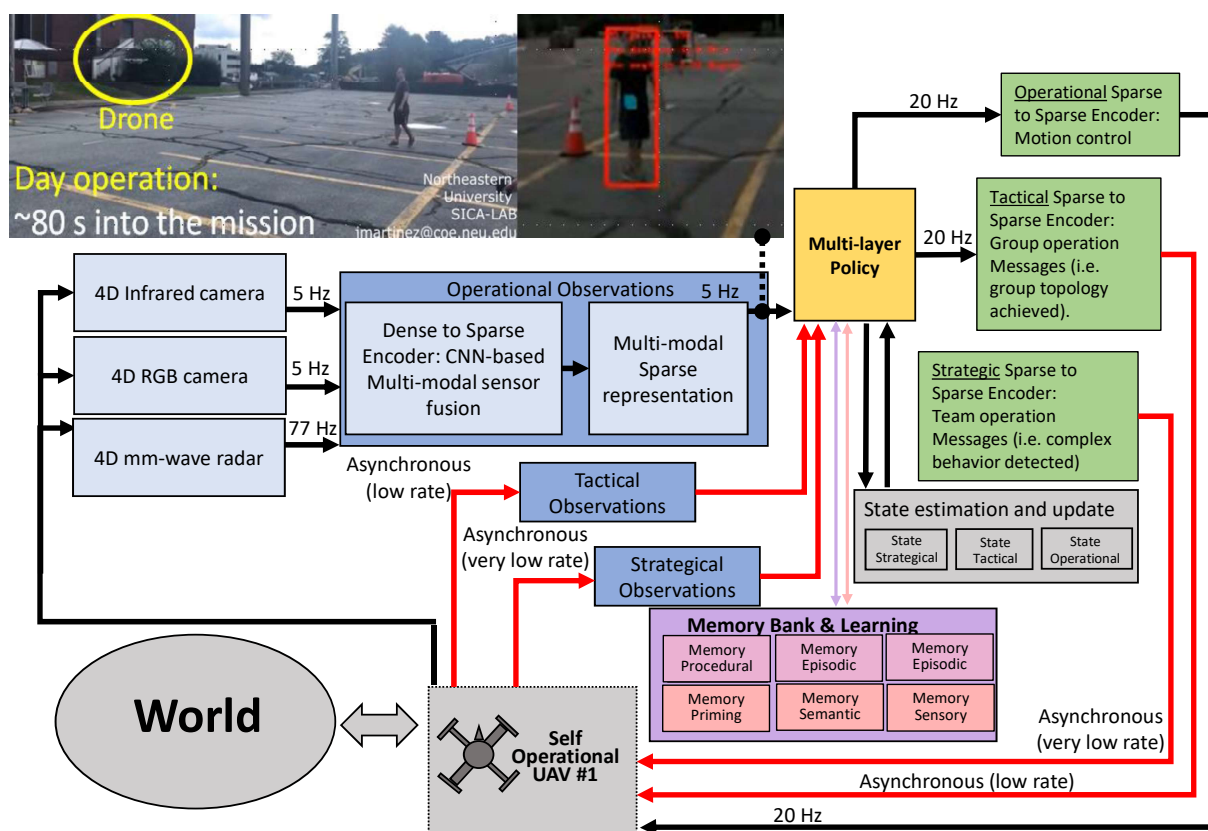 Drone
Day operation:
~80 s into the mission
Northeastern
University
SICA-LAB
jmartinez@coe.neu.edu
4D Infrared camera
5 Hz
4D RGB camera
5 Hz
4D mm-wave radar
77 Hz
Operational Observations
5 Hz
Dense to Sparse
Encoder: CNN-based
Multi-modal sensor
fusion
Multi-modal
Sparse
representation
Multi-layer
Policy
20 Hz
Operational Sparse
to Sparse Encoder:
Motion control
20 Hz
Tactical Sparse to
Sparse Encoder:
Group operation
Messages (i.e.
group topology
achieved).
Strategic Sparse to
Sparse Encoder:
Team operation
Messages (i.e. complex
behavior detected)
Asynchronous
(low rate)
Tactical
Observations
Asynchronous
(very low rate)
Strategical
Observations
State estimation and update
State
Strategical
State
Tactical
State
Operational
Memory Bank & Learning
Memory
Procedural
Memory
Episodic
Memory
Episodic
Memory
Priming
Memory
Semantic
Memory
Sensory
World
Self
Operational
UAV #1
Asynchronous
(very low rate)
Asynchronous (low rate)
20 Hz